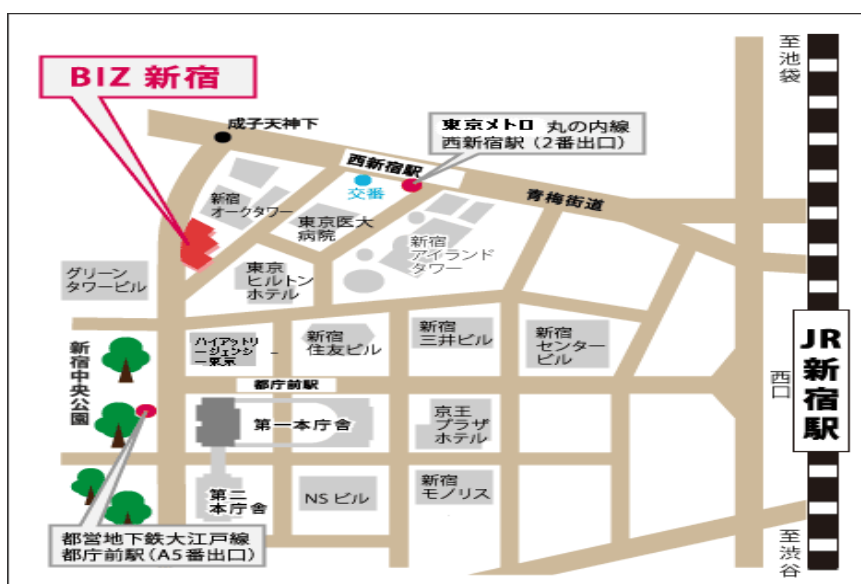 至池袋
BIZ 新宿
成子天神下
東京メトロ 丸の内線
西新宿駅（2番出口）
西新宿駅
交番
青梅街道
新宿
オークタワー
東京医大
病院
新宿
アイランド
タワー
グリーン
タワービル
東京
ヒルトン
ホテル
JR新宿駅
西口
新宿中央公園
ハイアットリ
ージェンシ
ー東京
新宿
住友ビル
新宿
三井ビル
新宿
センター
ビル
都庁前駅
第一本庁舎
京王
プラザ
ホテル
第二
本庁舎
NSビル
新宿
モノリス
都営地下鉄大江戸線
都庁前駅（A5番出口）
至渋谷